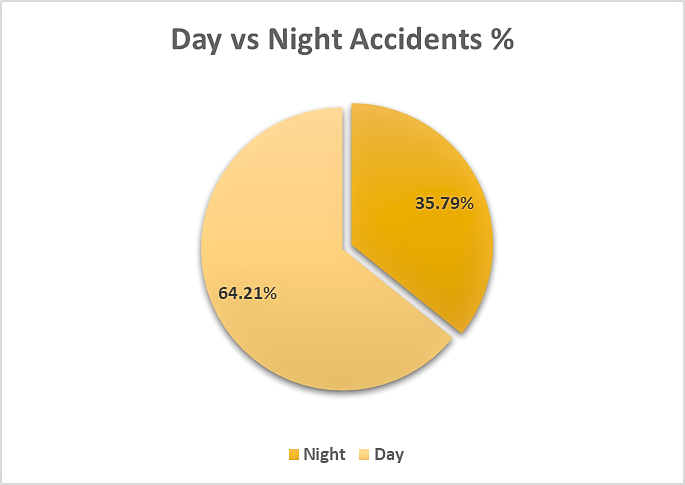 Day vs Night Accidents %
35.79%
64.21%
Night Day